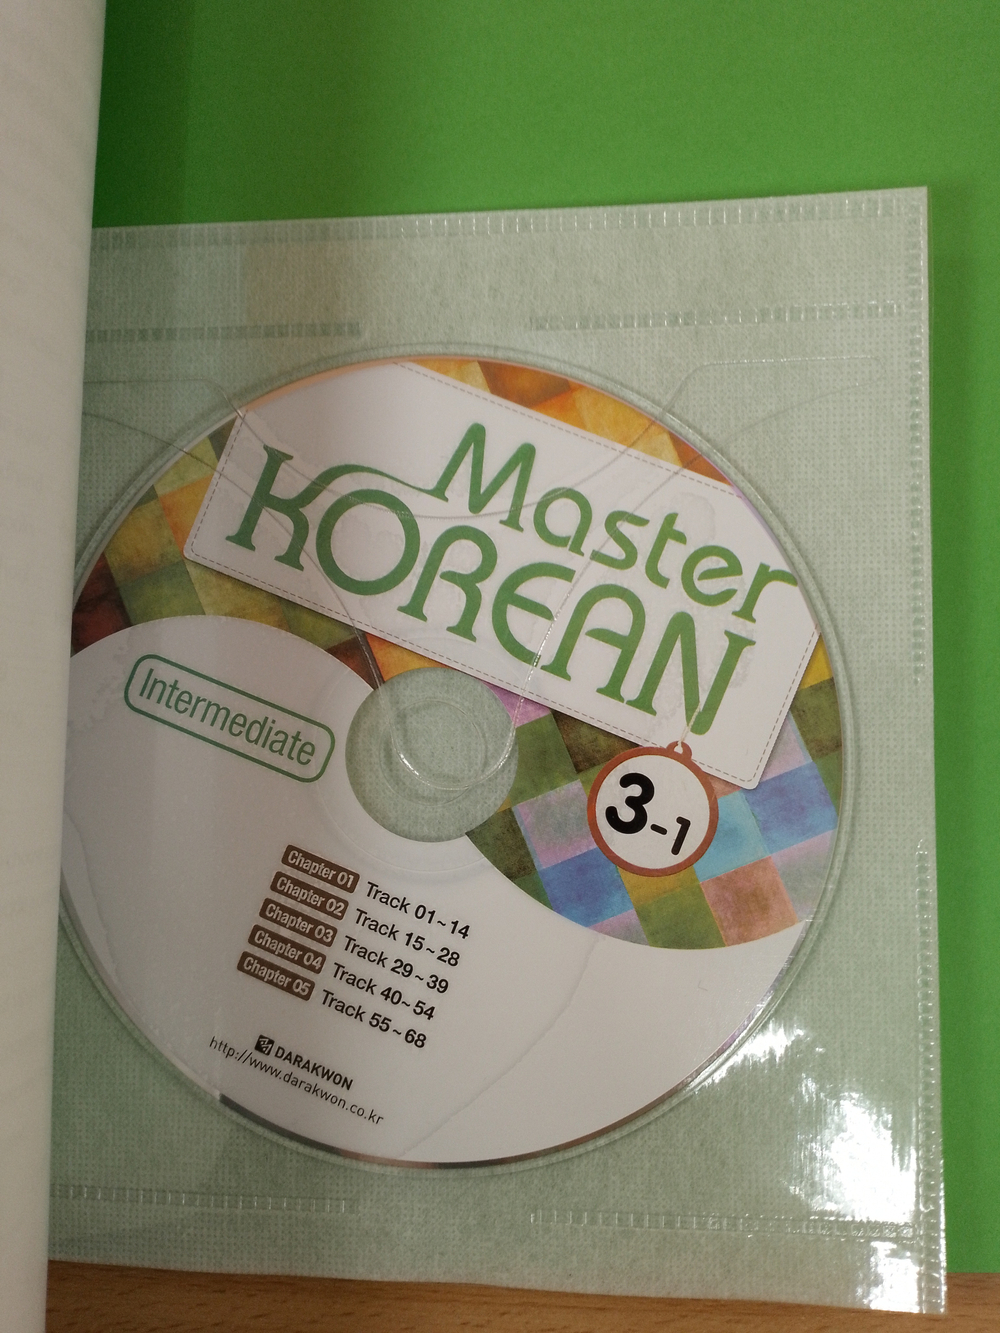 Master
KOREAN
3-1
Intermediate
Chapter 01 Track 01~14
Chapter 02 Track 15~28
Chapter 03 Track 29~39
Chapter 04 Track 40~54
Chapter 05 Track 55~68
DARAKWON
http://www.darakwon.co.kr